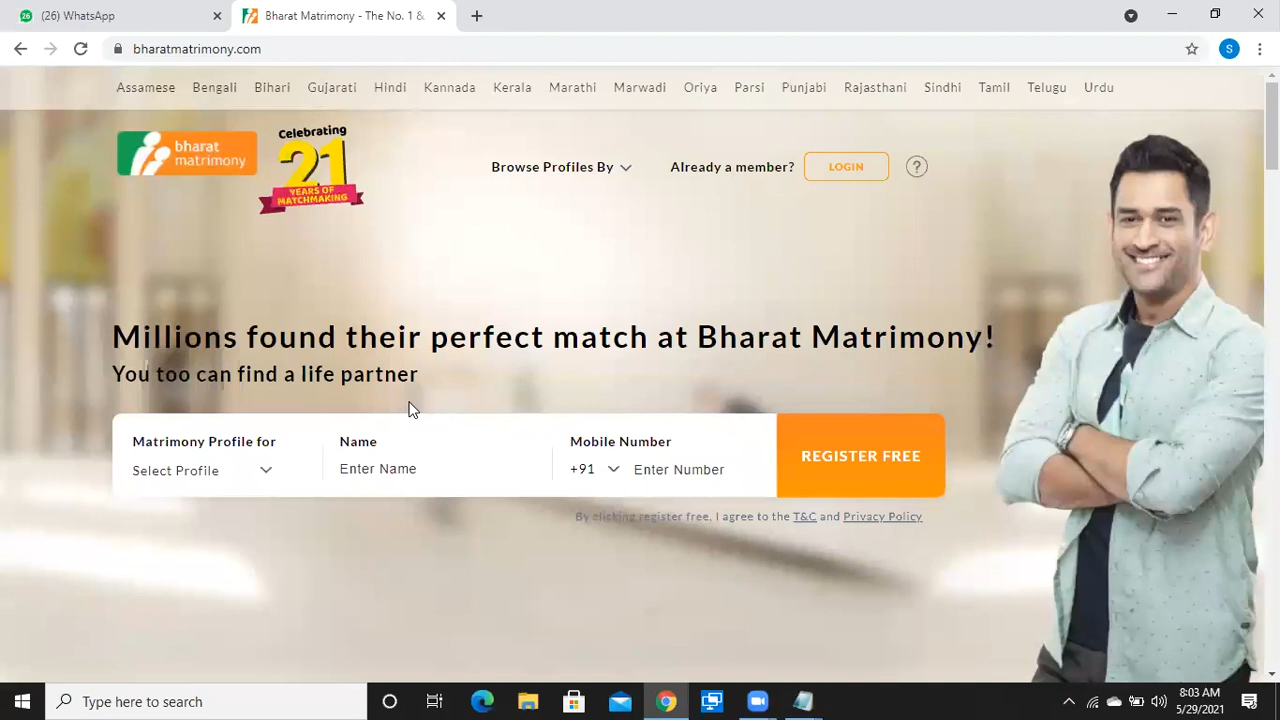 (26) WhatsApp
Bharat Matrimony - The No. 1 &
bharatmatrimony.com
S
Assamese Bengali Bihari Gujarati Hindi Kannada Kerala Marathi Marwadi Oriya Parsi Punjabi Rajasthani Sindhi Tamil Telugu Urdu
bharat
matrimony
Celebrating
21
YEARS OF
MATCHMAKING
Browse Profiles By Already a member? LOGIN ?
Millions found their perfect match at Bharat Matrimony!
You too can find a life partner
Matrimony Profile for Name Mobile Number
Select Profile Enter Name +91 Enter Number
REGISTER FREE
By clicking register free, I agree to the T&C and Privacy Policy
Type here to search
8:03 AM
5/29/2021